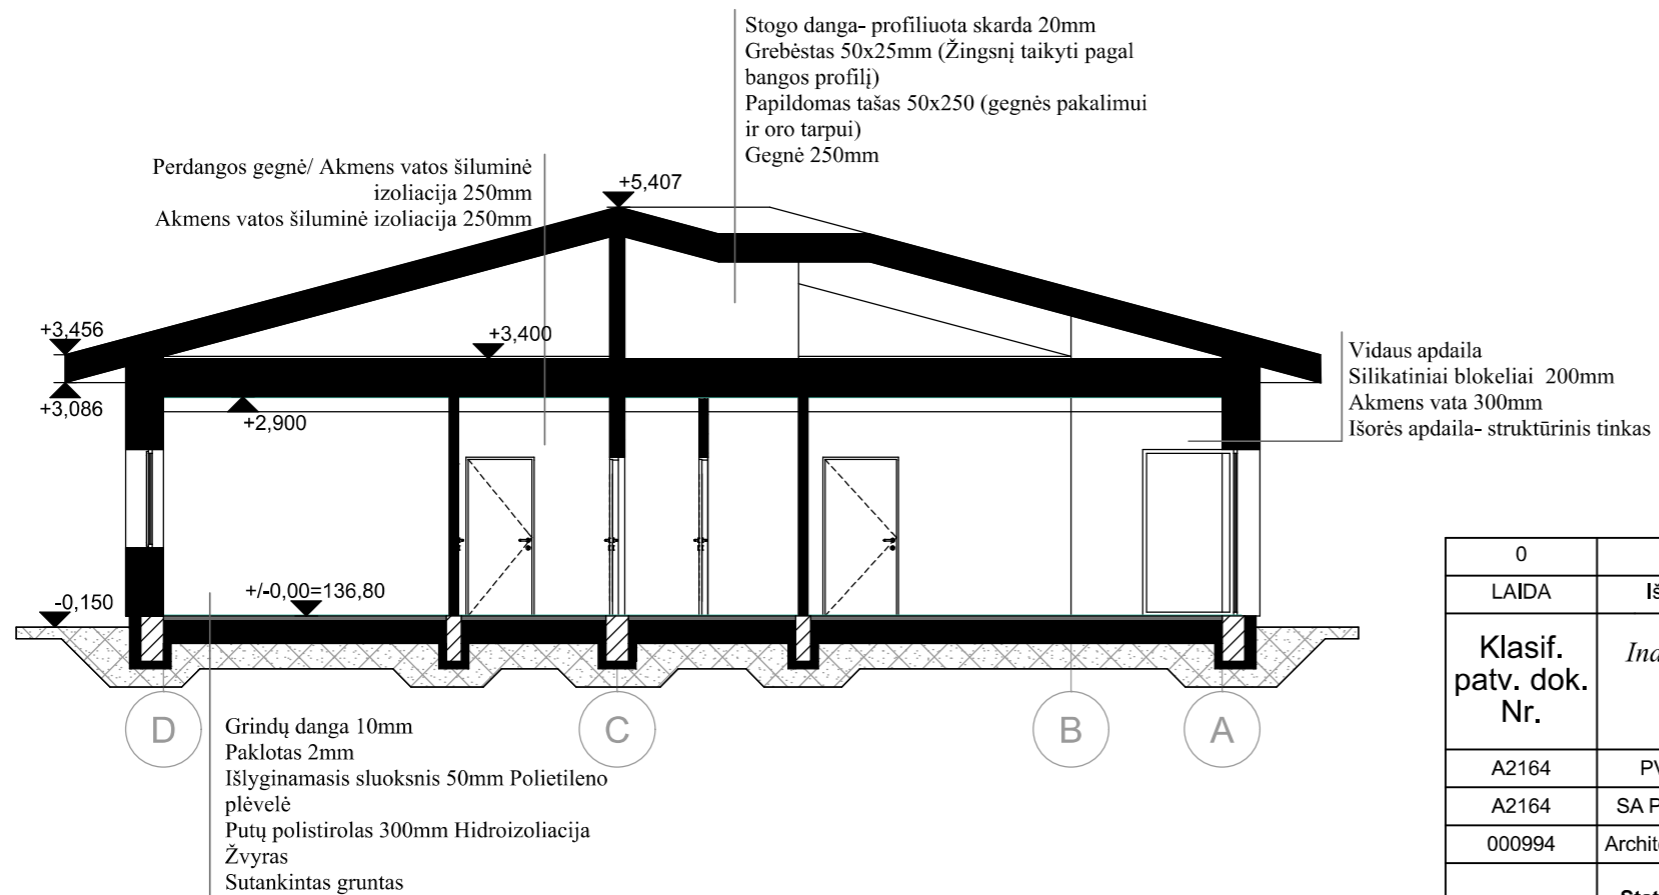 Stogo danga- profiliuota skarda 20mm
Grebėstas 50x25mm (Žingsnį taikyti pagal
bangos profilį)
Papildomas tašas 50x250 (gegnės pakalimui
ir oro tarpui)
Gegnė 250mm
Perdangos gegnė/ Akmens vatos šiluminė
izoliacija 250mm
Akmens vatos šiluminė izoliacija 250mm
+5,407
+3,456
+3,400
+3,086
+2,900
Vidaus apdaila
Silikatiniai blokeliai 200mm
Akmens vata 300mm
Išorės apdaila- struktūrinis tinkas
-0,150
+/-0,00=136,80
D
C
B
A
Grindų danga 10mm
Paklotas 2mm
Išlyginamasis sluoksnis 50mm Polietileno
plėvelė
Putų polistirolas 300mm Hidroizoliacija
Žvyras
Sutankintas gruntas
0
LAIDA
Klasif.
patv. dok.
Nr.
A2164
A2164 SA
000994